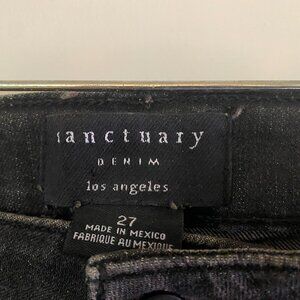 sanctuary
DENIM
los angeles
27
MADE IN MEXICO
FABRIQUE AU MEXIQUE